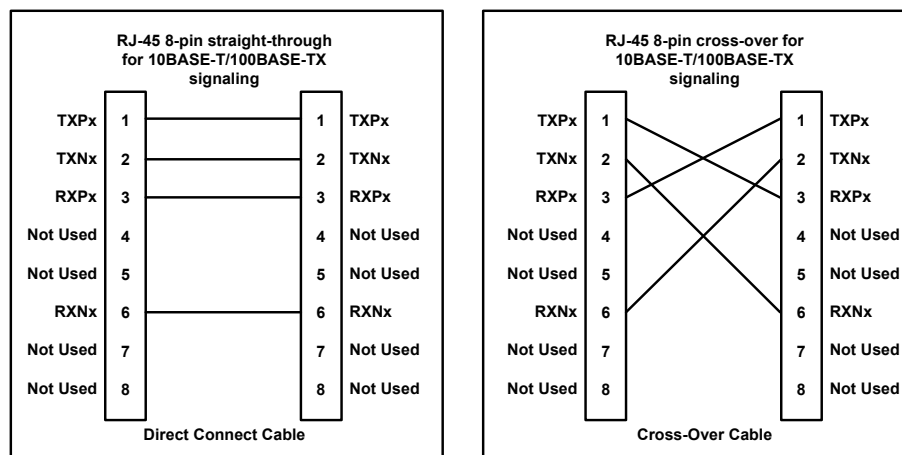 RJ-45 8-pin straight-through
for 10BASE-T/100BASE-TX
signaling
TXPx 1 1 TXPx
TXNx 2 2 TXNx
RXPx 3 3 RXPx
Not Used 4 4 Not Used
Not Used 5 5 Not Used
RXNx 6 6 RXNx
Not Used 7 7 Not Used
Not Used 8 8 Not Used
Direct Connect Cable
RJ-45 8-pin cross-over for
10BASE-T/100BASE-TX
signaling
TXPx 1 1 TXPx
TXNx 2 2 TXNx
RXPx 3 3 RXPx
Not Used 4 4 Not Used
Not Used 5 5 Not Used
RXNx 6 6 RXNx
Not Used 7 7 Not Used
Not Used 8 8 Not Used
Cross-Over Cable